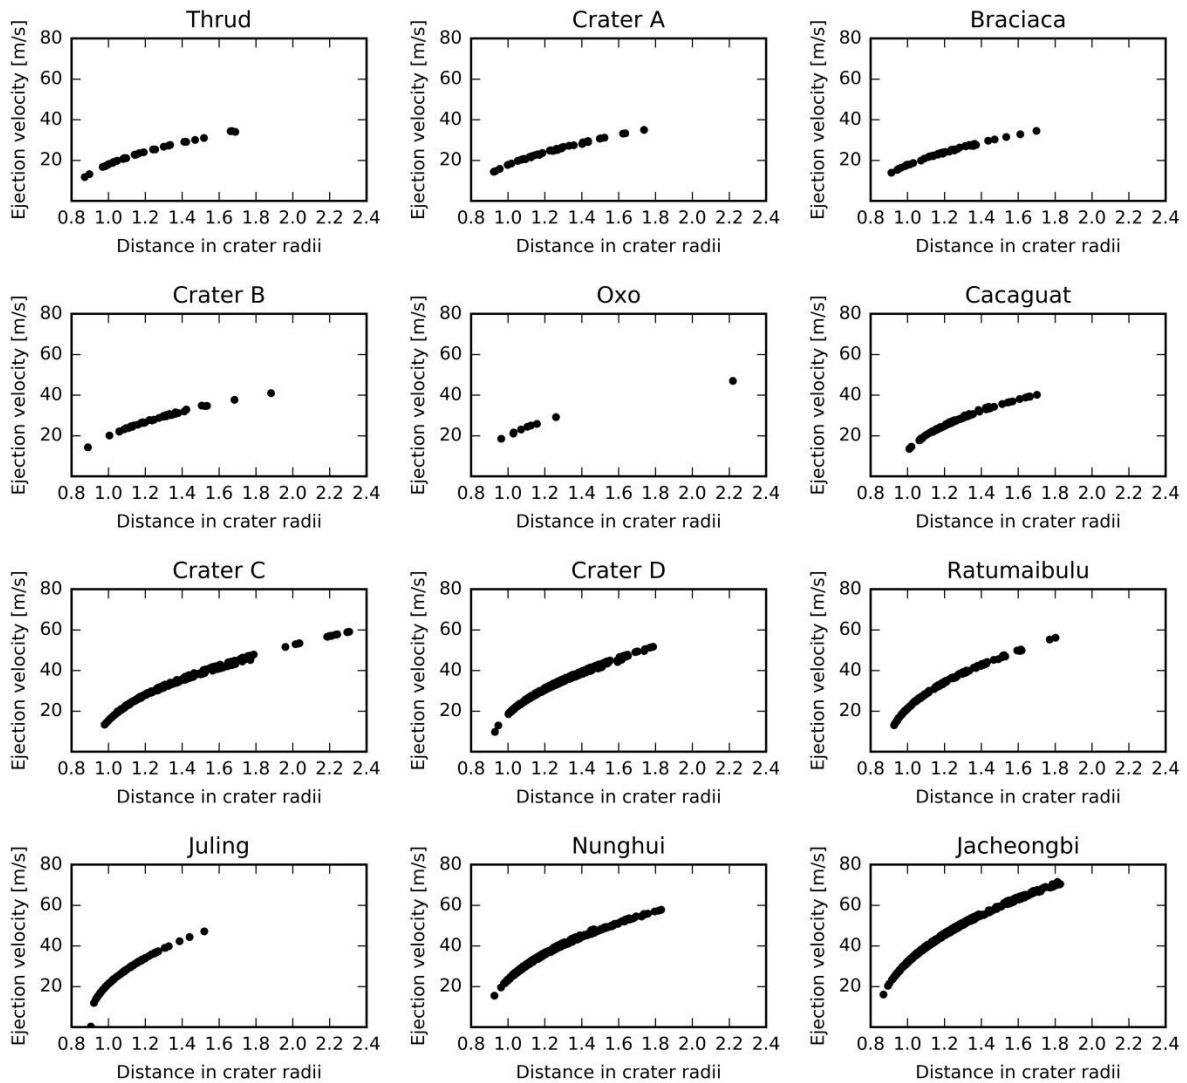 Thrud
Crater A
Braciaca
Ejection velocity [m/s]
80
60
40
20
0.8 1.0 1.2 1.4 1.6 1.8 2.0 2.2 2.4
Distance in crater radii
Ejection velocity [m/s]
80
60
40
20
0.8 1.0 1.2 1.4 1.6 1.8 2.0 2.2 2.4
Distance in crater radii
Ejection velocity [m/s]
80
60
40
20
0.8 1.0 1.2 1.4 1.6 1.8 2.0 2.2 2.4
Distance in crater radii
Crater B
Oxo
Cacaguat
Ejection velocity [m/s]
80
60
40
20
0.8 1.0 1.2 1.4 1.6 1.8 2.0 2.2 2.4
Distance in crater radii
Ejection velocity [m/s]
80
60
40
20
0.8 1.0 1.2 1.4 1.6 1.8 2.0 2.2 2.4
Distance in crater radii
Ejection velocity [m/s]
80
60
40
20
0.8 1.0 1.2 1.4 1.6 1.8 2.0 2.2 2.4
Distance in crater radii
Crater C
Crater D
Ratumaibulu
Ejection velocity [m/s]
80
60
40
20
0.8 1.0 1.2 1.4 1.6 1.8 2.0 2.2 2.4
Distance in crater radii
Ejection velocity [m/s]
80
60
40
20
0.8 1.0 1.2 1.4 1.6 1.8 2.0 2.2 2.4
Distance in crater radii
Ejection velocity [m/s]
80
60
40
20
0.8 1.0 1.2 1.4 1.6 1.8 2.0 2.2 2.4
Distance in crater radii
Juling
Nunghui
Jacheongbi
Ejection velocity [m/s]
80
60
40
20
0.8 1.0 1.2 1.4 1.6 1.8 2.0 2.2 2.4
Distance in crater radii
Ejection velocity [m/s]
80
60
40
20
0.8 1.0 1.2 1.4 1.6 1.8 2.0 2.2 2.4
Distance in crater radii
Ejection velocity [m/s]
80
60
40
20
0.8 1.0 1.2 1.4 1.6 1.8 2.0 2.2 2.4
Distance in crater radii